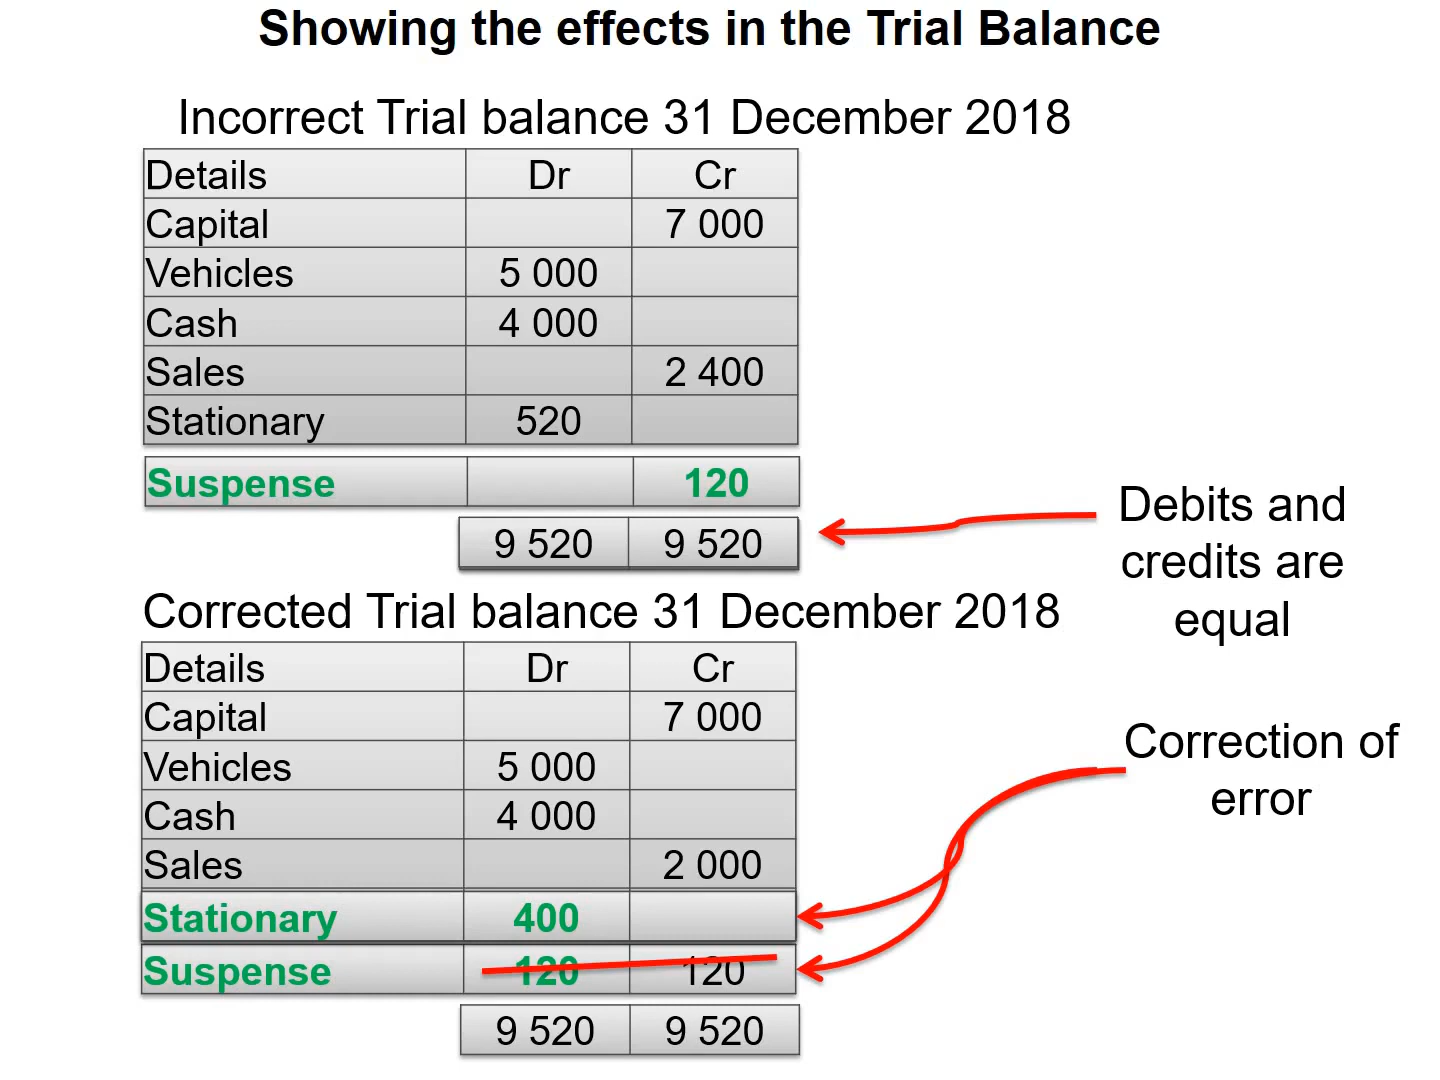 Showing the effects in the Trial Balance
Incorrect Trial balance 31 December 2018
Details Dr Cr
Capital 7 000
Vehicles 5 000
Cash 4 000
Sales 2 400
Stationary 520
Suspense 120
9 520 9 520
Debits and
credits are
equal
Corrected Trial balance 31 December 2018
Details Dr Cr
Capital 7 000
Vehicles 5 000
Cash 4 000
Sales 2 000
Stationary 400
Suspense 120 120
9 520 9 520
Correction of
error